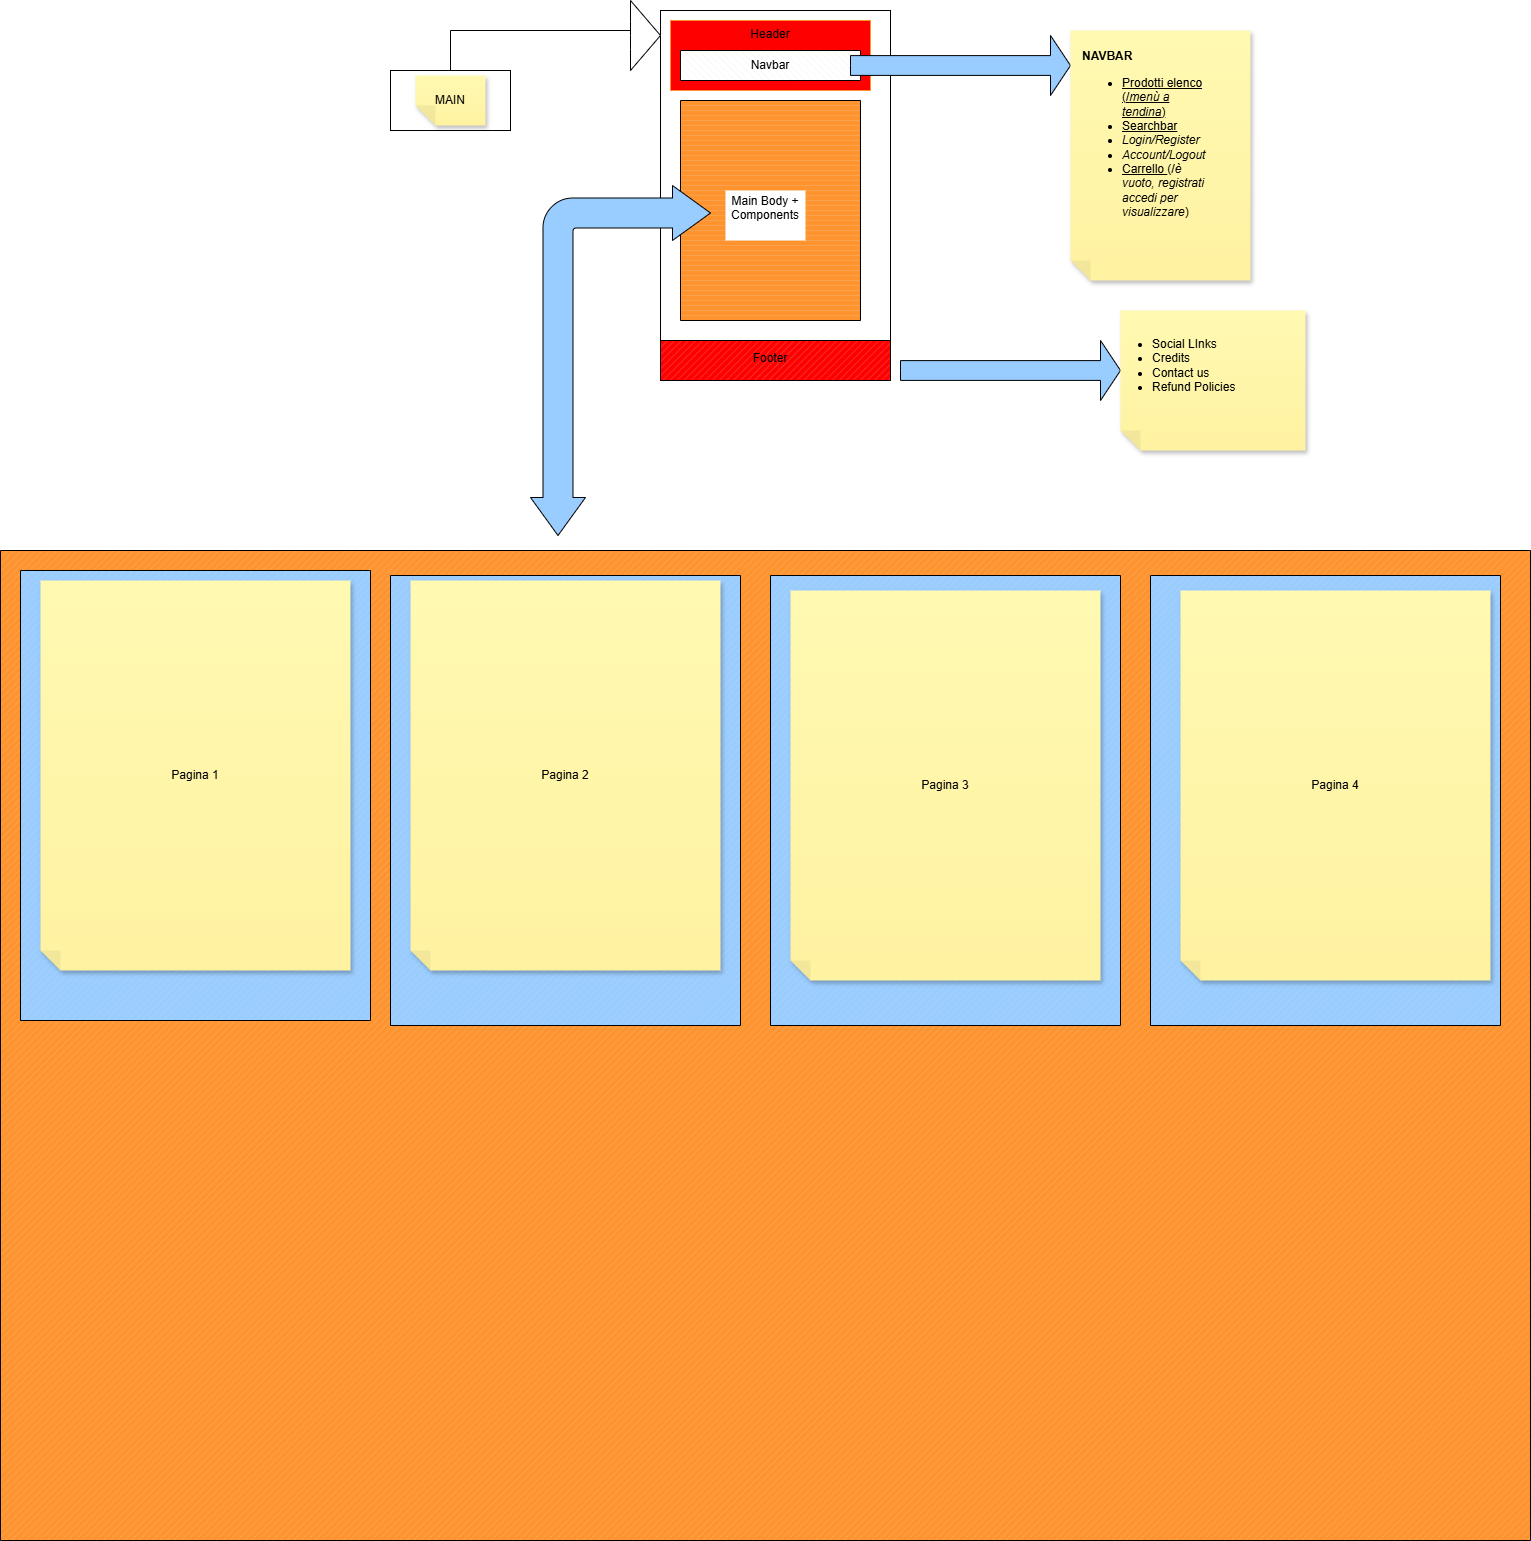 Header
Navbar
MAIN
NAVBAR
Prodotti elenco
(/menù a
tendina)
Searchbar
Login/Register
Account/Logout
Carrello (/è
vuoto, registrati
accedi per
visualizzare)
Main Body +
Components
Footer
Social LInks
Credits
Contact us
Refund Policies
Pagina 1
Pagina 2
Pagina 3
Pagina 4